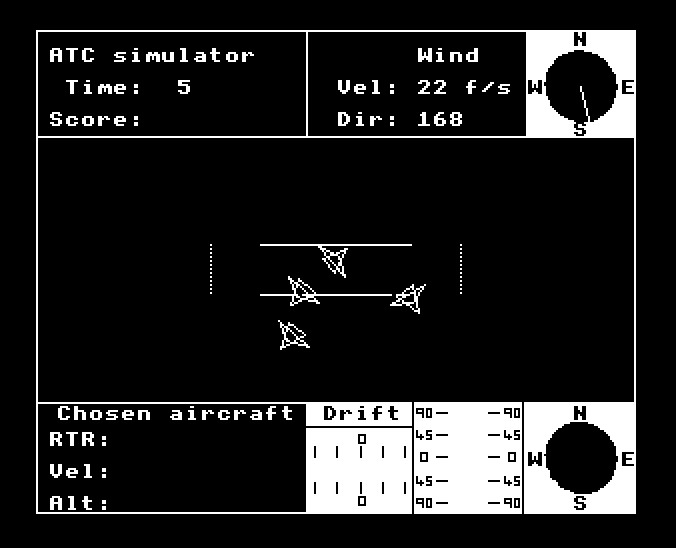 ATC simulator
Time: 5
Score:
Wind
Vel: 22 f/s
Dir: 168
N
W E
S
Chosen aircraft
RTR:
Vel:
Alt:
Drift
0
0
90— —90
45— —45
0— —0
45— —45
90— —90
N
W E
S